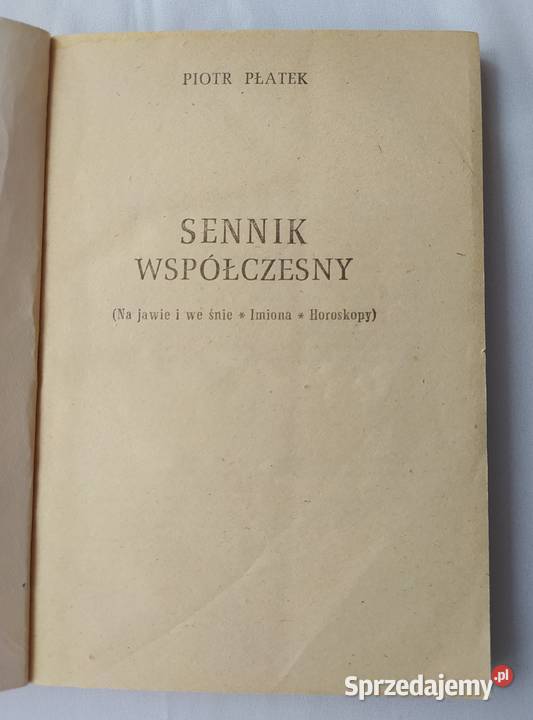 PIOTR PŁATEK
SENNIK
WSPÓŁCZESNY
(Na jawie i we śnie * Imiona * Horoskopy)
Sprzedajemy.pl